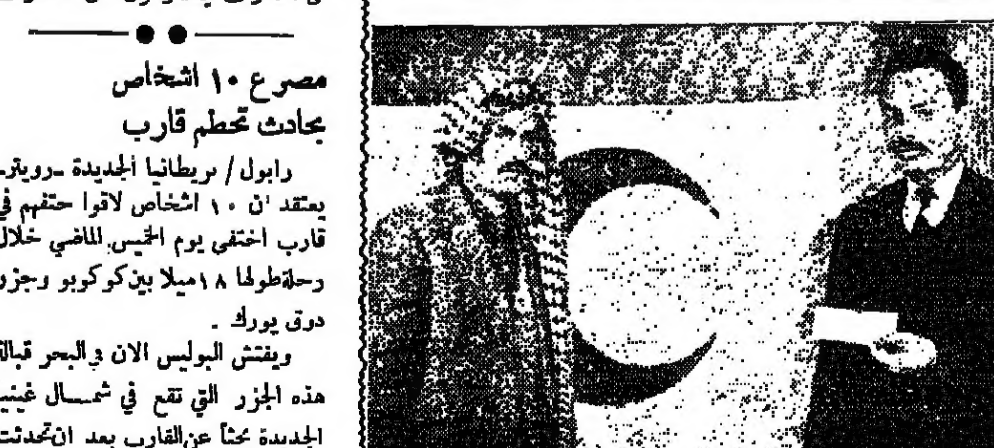 مصرع ١٠ اشخاص
بحادث تحطم قارب
رابول / بريطانيا الجديدة -رويتر-
يعتقد ان ١٠ اشخاص لاقوا حتفهم في
قارب اختفى يوم الخميس الماضي خلال
رحلة طولها ١٨ ميلا بين كوكوبو وجزر
دوق يورك .
ويفتش البوليس الان في البحر قبالة
هذه الجزر التي تقع في شمال غينيا
الجديدة بحثاً عن القارب بعد ان تحدثت